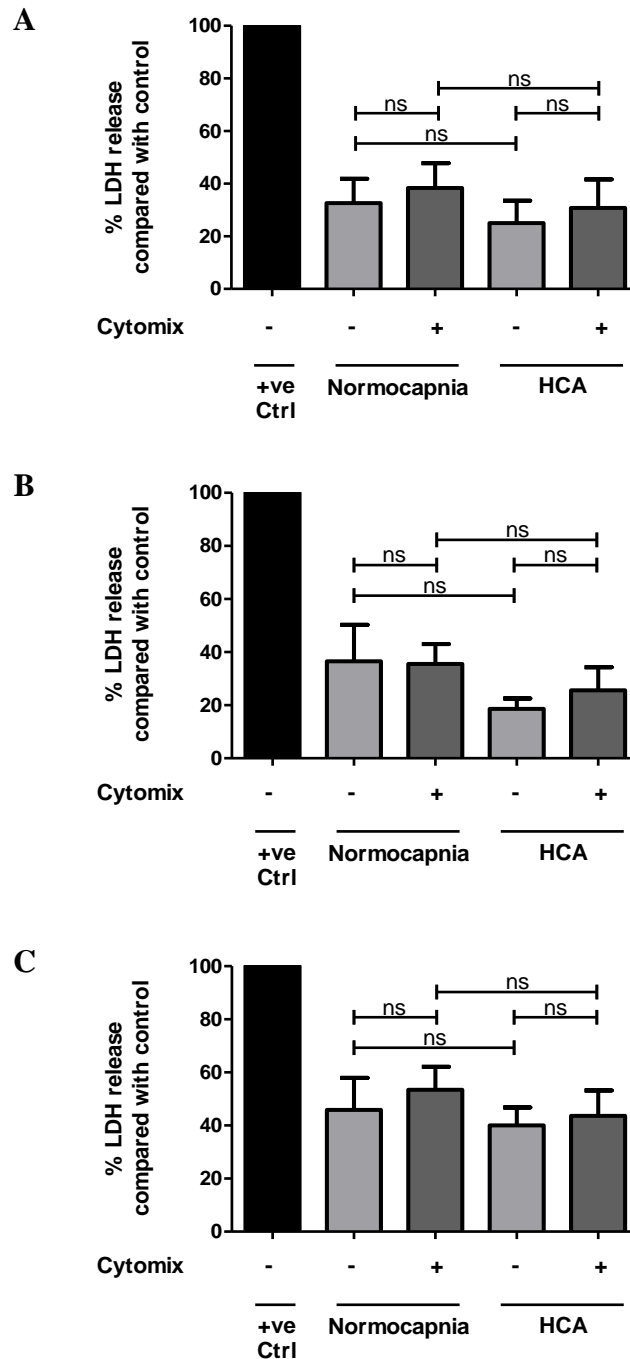 A
% LDH release
compared with control
100
80
60
40
20
0
ns
ns
ns
ns
Cytomix - - + - +
+ve
Ctrl
Normocapnia HCA
B
% LDH release
compared with control
100
80
60
40
20
0
ns
ns
ns
ns
Cytomix - - + - +
+ve
Ctrl
Normocapnia HCA
C
% LDH release
compared with control
100
80
60
40
20
0
ns
ns
ns
ns
Cytomix - - + - +
+ve
Ctrl
Normocapnia HCA